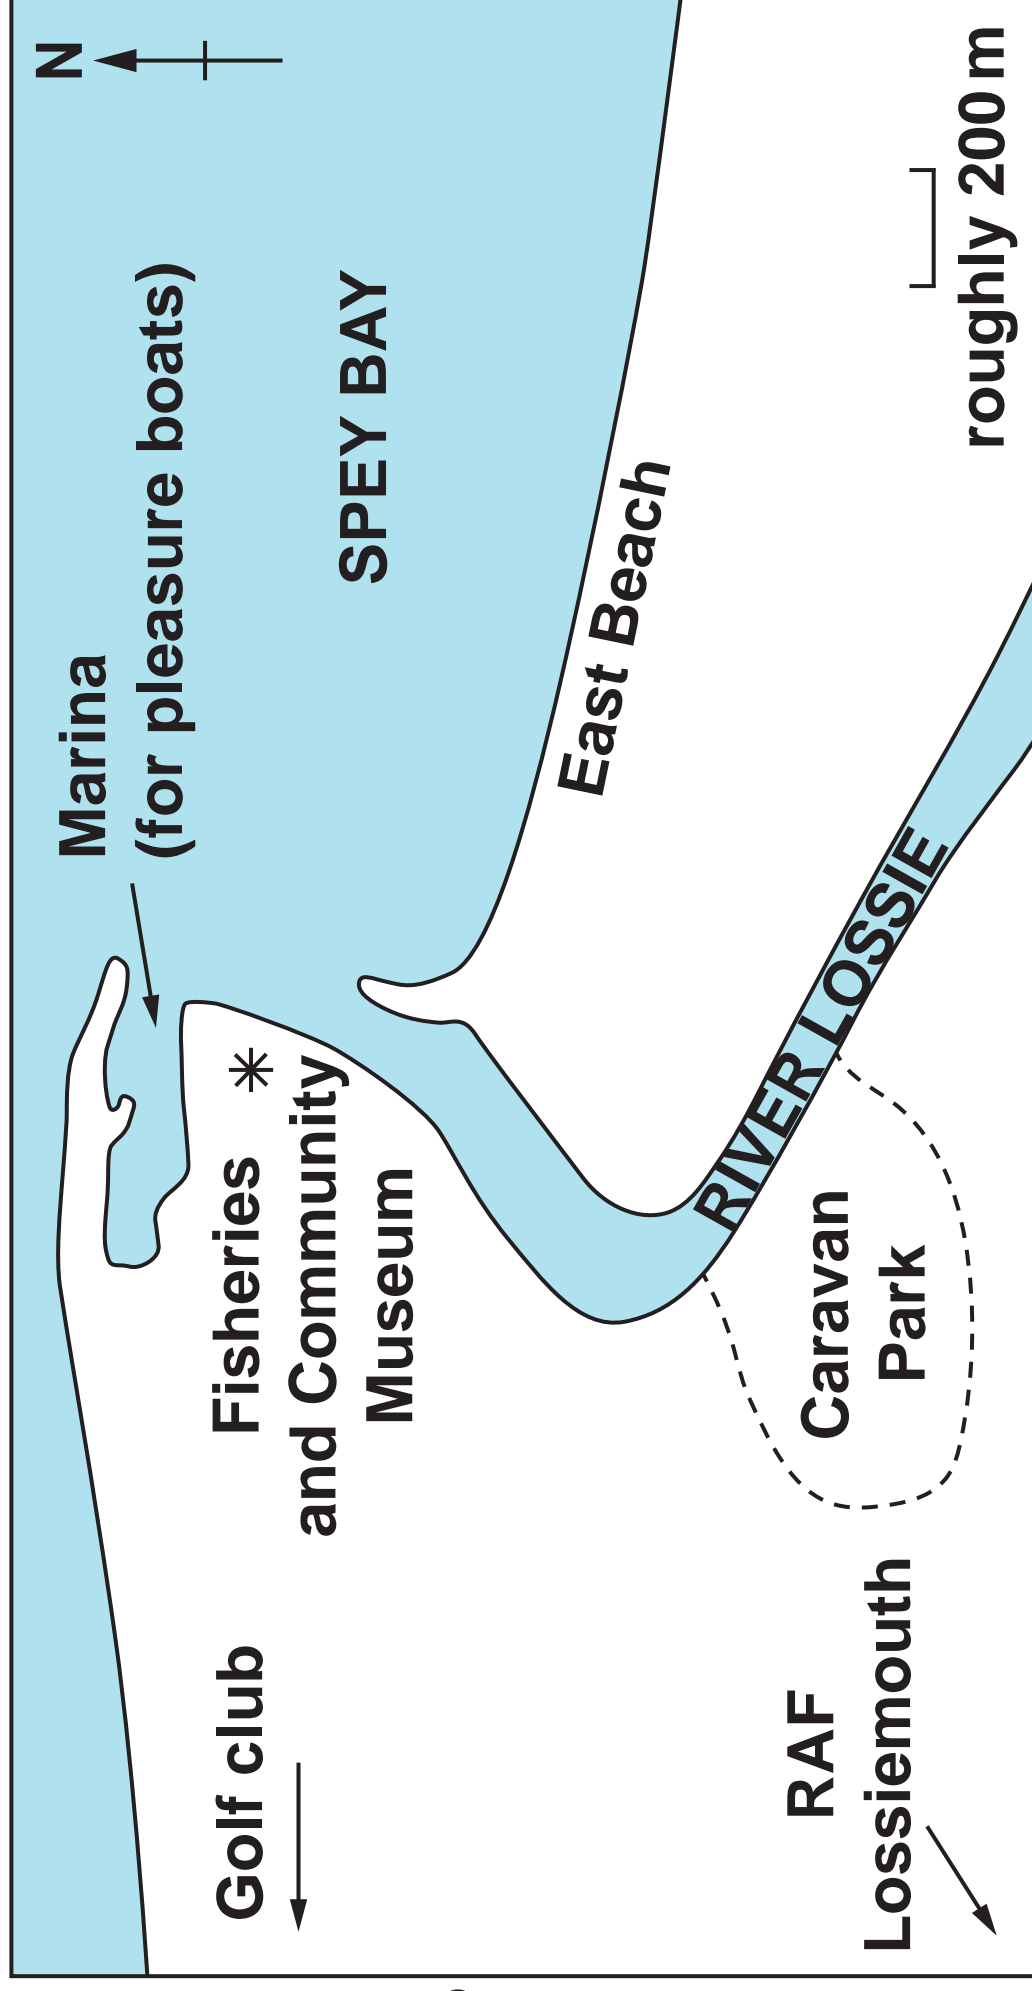 N
Marina
(for pleasure boats)
SPEY BAY
East Beach
Fisheries
and Community
Museum
Golf club
RIVER LOSSIE
Caravan
Park
RAF
Lossiemouth
roughly 200 m